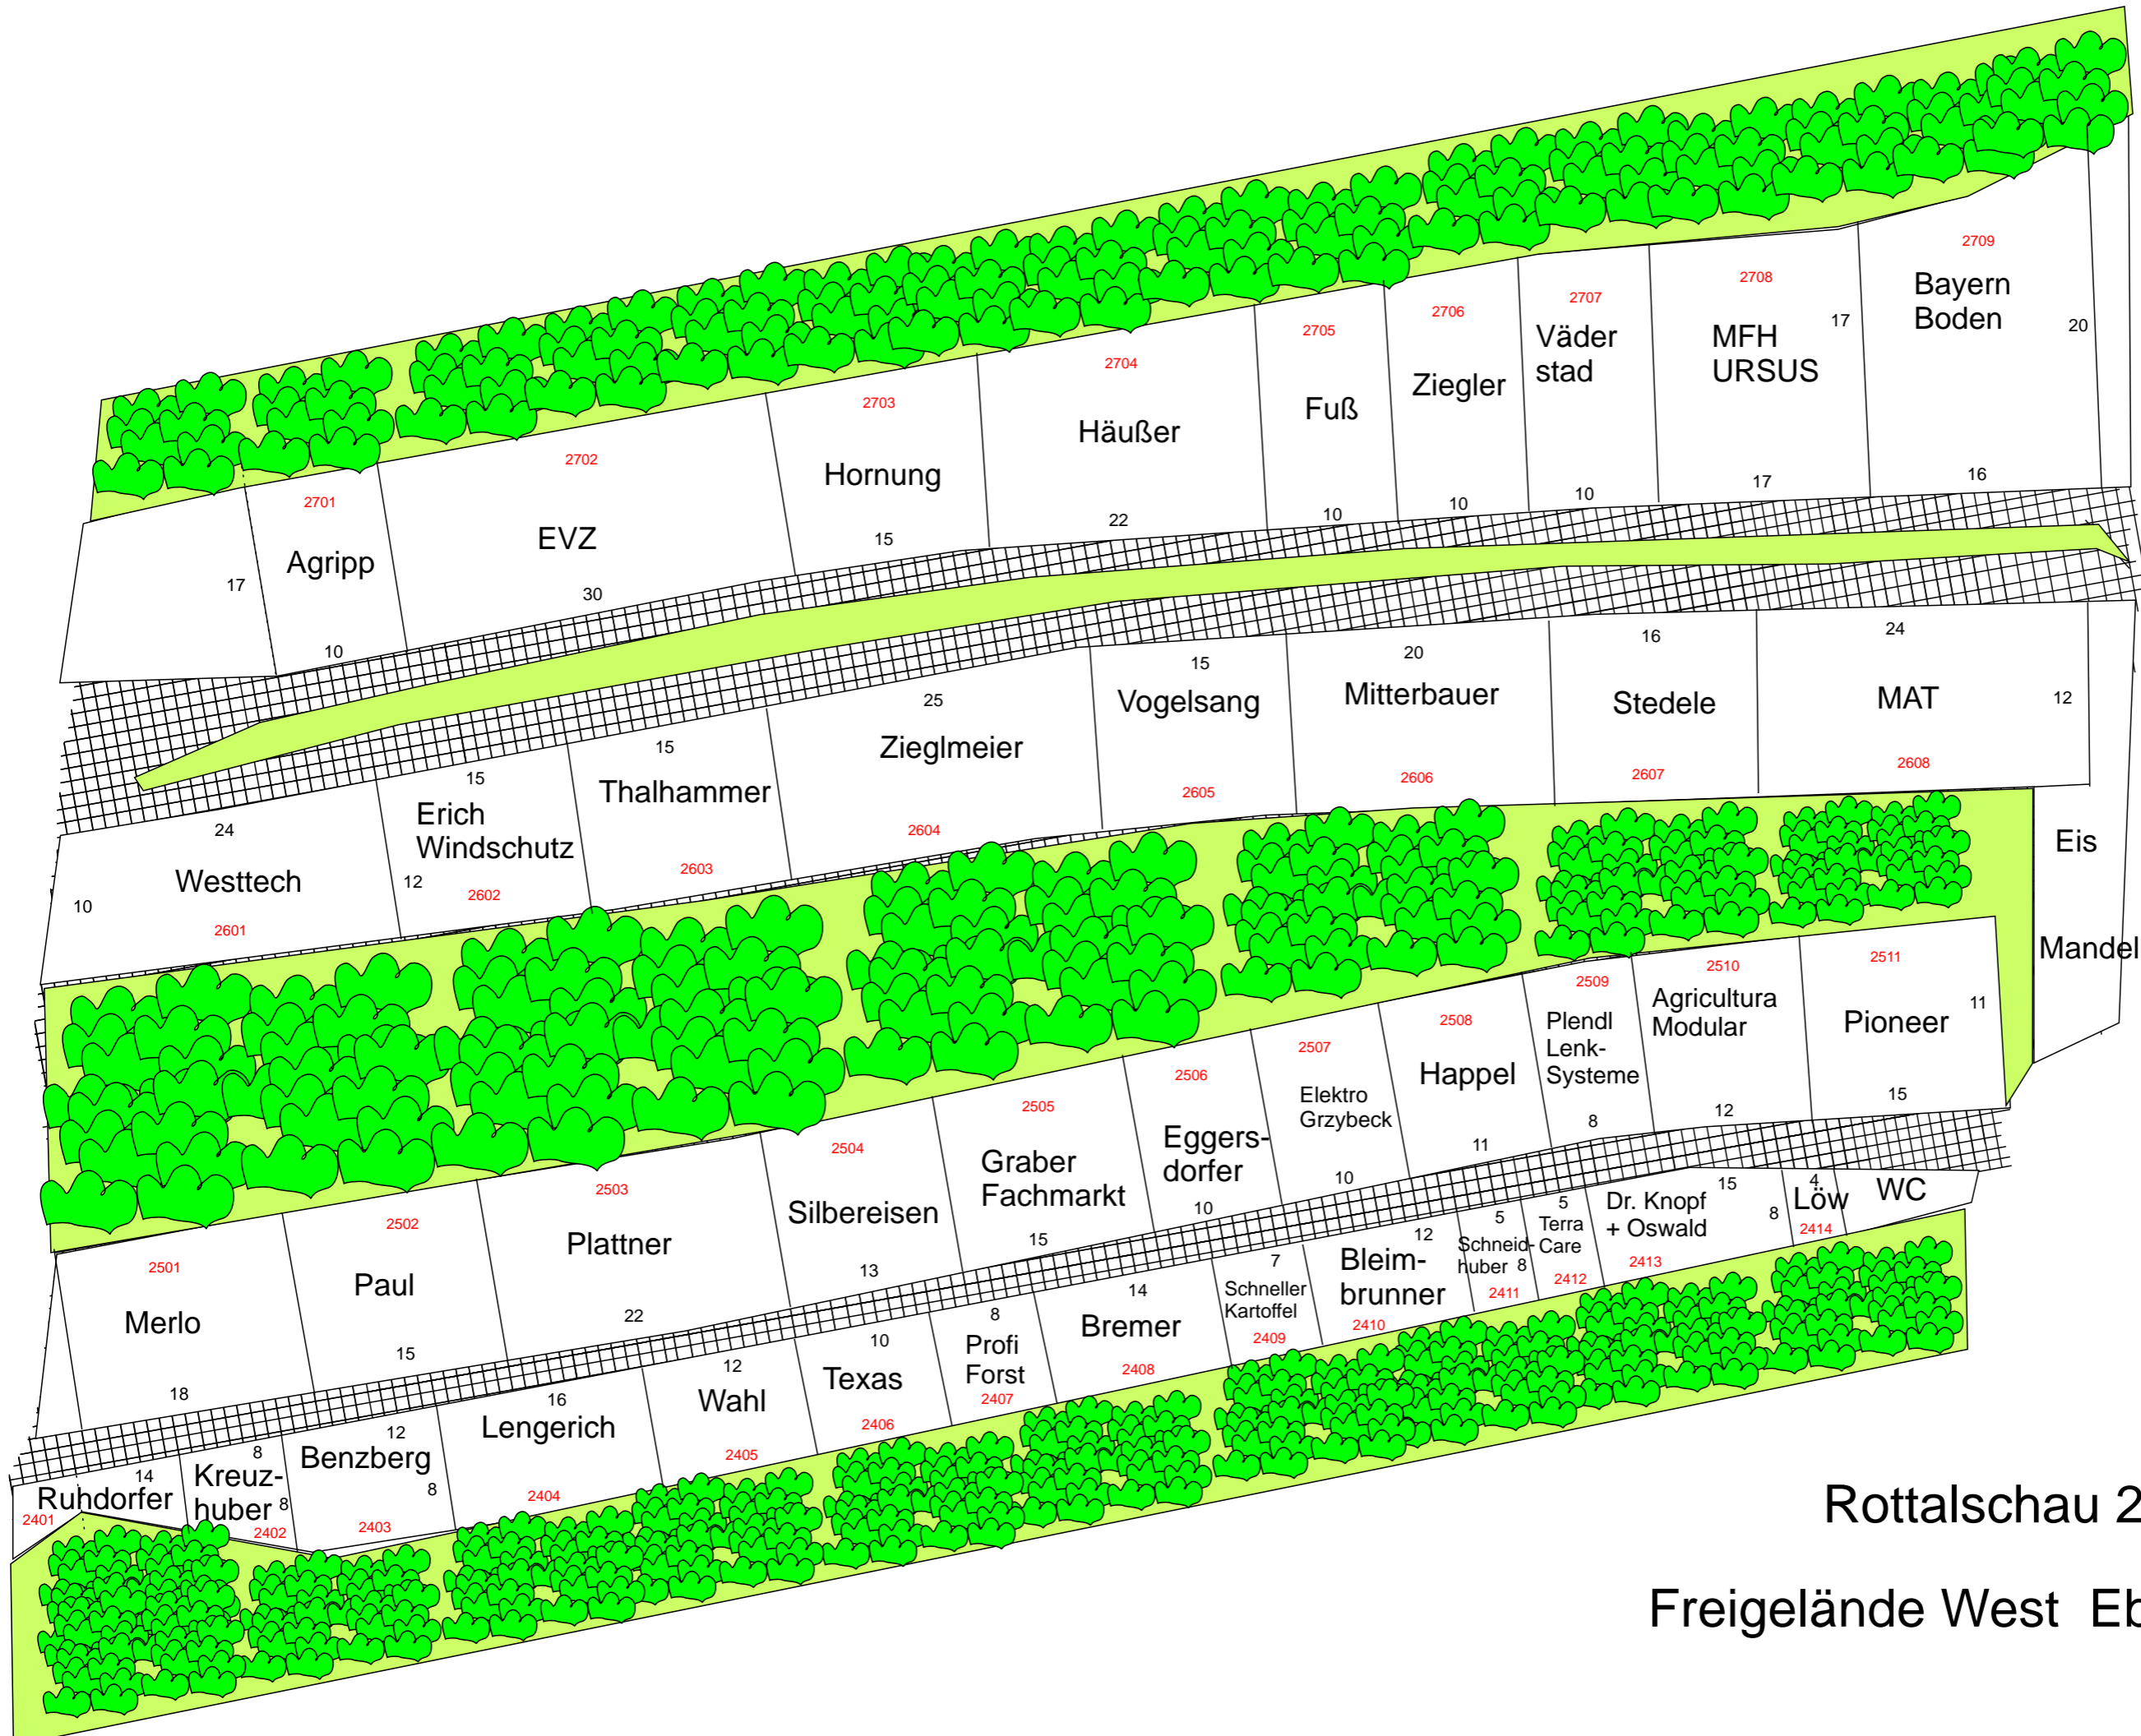 2709
Bayern
Boden
20
16
2708
MFH
URSUS
17
17
2707
Väder
stad
10
2706
Ziegler
10
2705
Fuß
10
2704
Häußer
22
2703
Hornung
15
2702
EVZ
30
2701
Agripp
17
10
24
Westtech
10
2601
15
Erich
Windschutz
12
2602
15
Thalhammer
2603
25
Zieglmeier
2604
15
Vogelsang
2605
20
Mitterbauer
2606
16
Stedele
2607
24
MAT
12
2608
Eis
Mandel
2501
Merlo
18
2502
Paul
15
2503
Plattner
22
2504
Silbereisen
13
2505
Graber
Fachmarkt
15
2506
Eggers-
dorfer
10
2507
Elektro
Grzybeck
10
2508
Happel
11
2509
Plendl
Lenk-
Systeme
8
2510
Agricultura
Modular
12
2511
Pioneer
11
15
14
Ruhdorfer
2401
8
Kreuz-
huber 8
2402
12
Benzberg
8
2403
16
Lengerich
2404
12
Wahl
2405
10
Texas
2406
8
Profi
Forst
2407
14
Bremer
2408
7
Schneller
Kartoffel
2409
12
Bleim-
brunner
2410
5
Schneid-
huber 8
2411
5
Terra
Care
2412
15
Dr. Knopf
+ Oswald
8
2413
4
Löw
2414
WC
Rottalschau 2
Freigelände West Eb